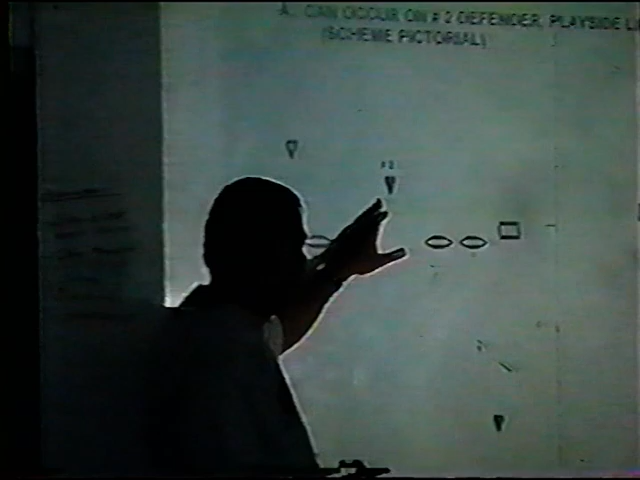 A. CAN OCCUR ON # 2 DEFENDER, PLAYSIDE
(SCHEME PICTORIAL)
# 2